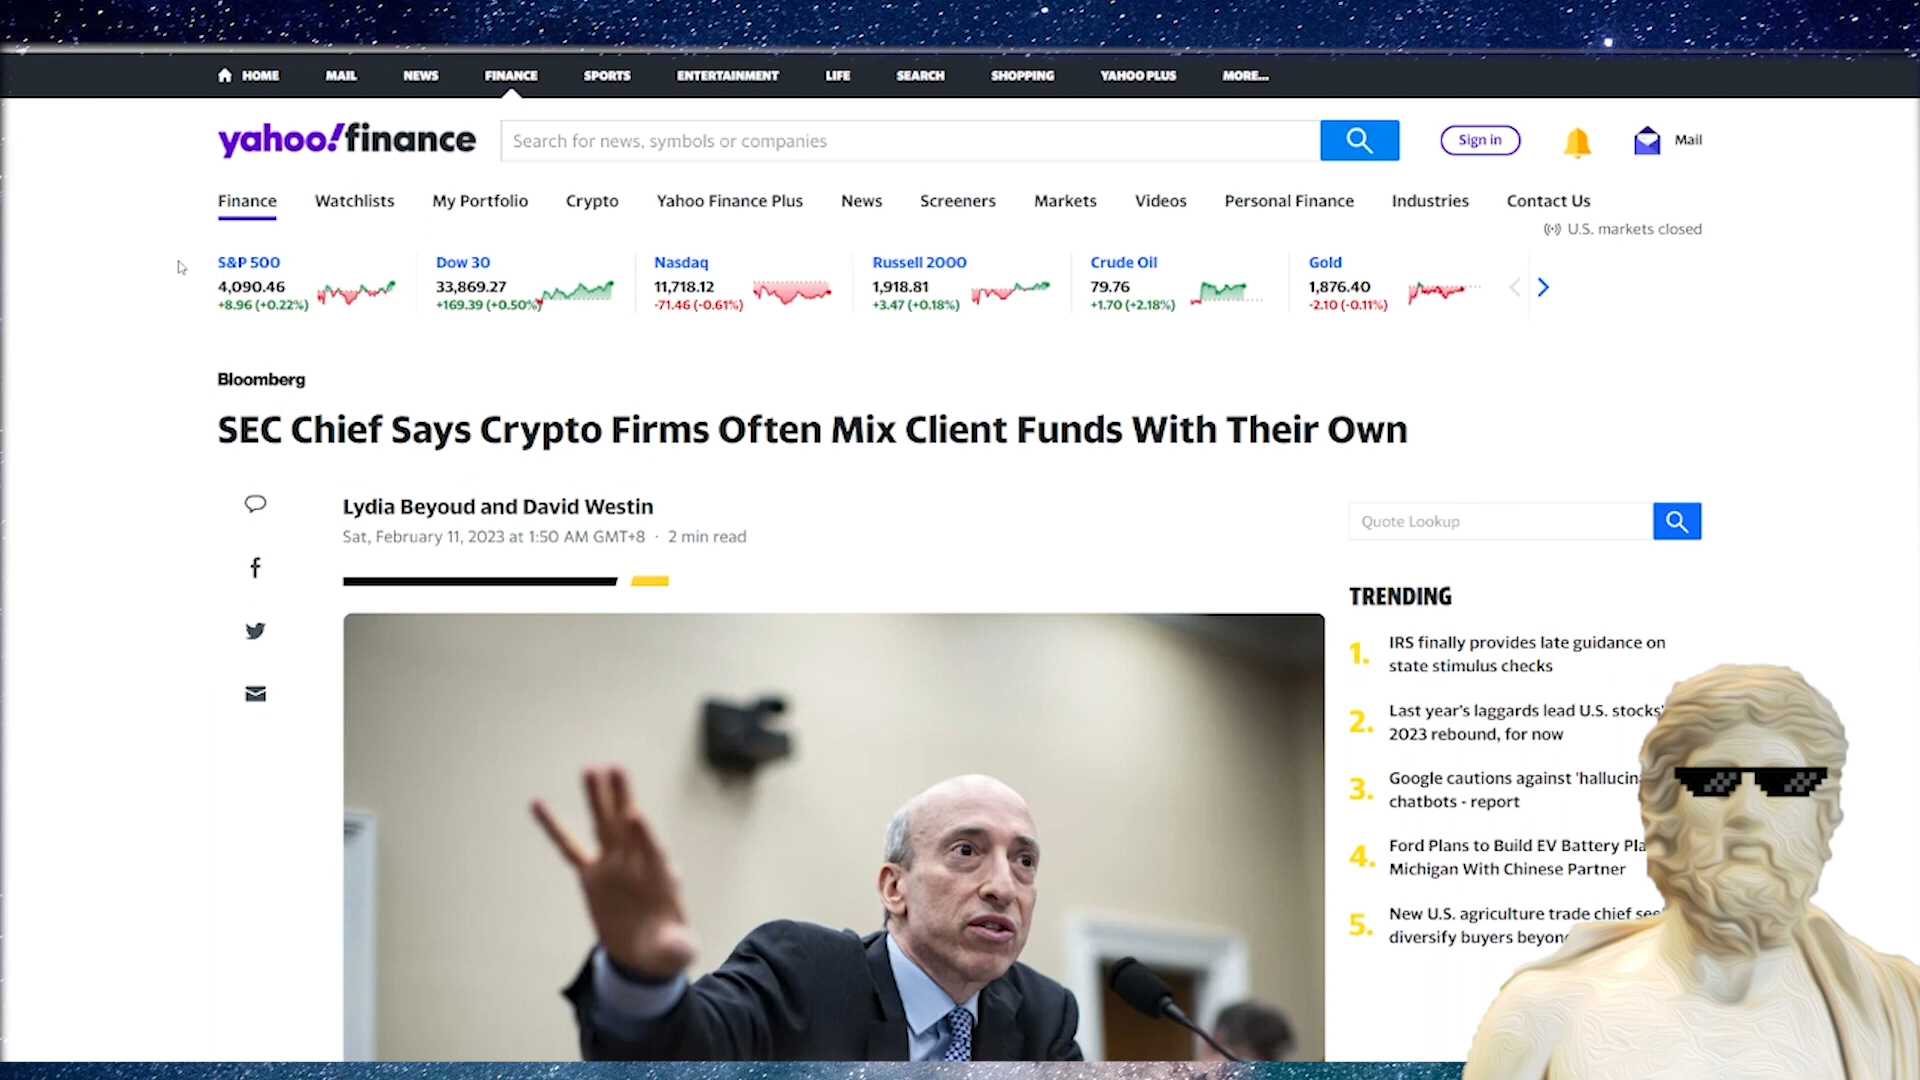 HOME MAIL NEWS FINANCE SPORTS ENTERTAINMENT LIFE SEARCH SHOPPING YAHOO PLUS MORE...
yahoo!finance Search for news, symbols or companies Sign in Mail
Finance Watchlists My Portfolio Crypto Yahoo Finance Plus News Screeners Markets Videos Personal Finance Industries Contact Us
U.S. markets closed
S&P 500 Dow 30 Nasdaq Russell 2000 Crude Oil Gold
4,090.46 33,869.27 11,718.12 1,918.81 79.76 1,876.40
+8.96 (+0.22%) +169.39 (+0.50%) -71.46 (-0.61%) +3.47 (+0.18%) +1.70 (+2.18%) -2.10 (-0.11%)
Bloomberg
SEC Chief Says Crypto Firms Often Mix Client Funds With Their Own
Lydia Beyoud and David Westin
Sat, February 11, 2023 at 1:50 AM GMT+8 · 2 min read
Quote Lookup
TRENDING
1. IRS finally provides late guidance on
state stimulus checks
2. Last year's laggards lead U.S. stocks'
2023 rebound, for now
3. Google cautions against
chatbots - report
4. Ford Plans to Build EV Battery
Michigan With Chinese Partner
5. New U.S. agriculture trade chief
diversify buyers